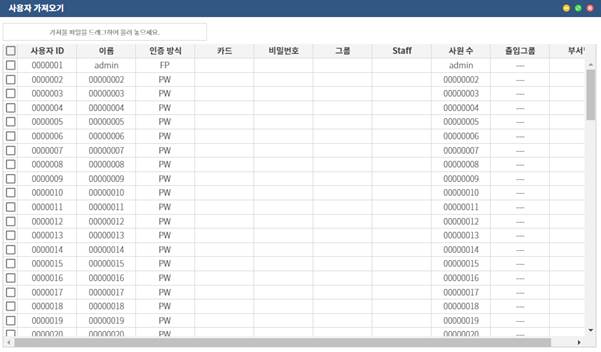 사용자 가져오기
가져올 파일을 드래그하여 올려 놓으세요.
사용자 ID 이름 인증 방식 카드 비밀번호 그룹 Staff 사원 수 출입그룹
0000001 admin FP admin ---
0000002 00000002 PW 00000002 ---
0000003 00000003 PW 00000003 ---
0000004 00000004 PW 00000004 ---
0000005 00000005 PW 00000005 ---
0000006 00000006 PW 00000006 ---
0000007 00000007 PW 00000007 ---
0000008 00000008 PW 00000008 ---
0000009 00000009 PW 00000009 ---
0000010 00000010 PW 00000010 ---
0000011 00000011 PW 00000011 ---
0000012 00000012 PW 00000012 ---
0000013 00000013 PW 00000013 ---
0000014 00000014 PW 00000014 ---
0000015 00000015 PW 00000015 ---
0000016 00000016 PW 00000016 ---
0000017 00000017 PW 00000017 ---
0000018 00000018 PW 00000018 ---
0000019 00000019 PW 00000019 ---
0000020 00000020 PW 00000020 ---